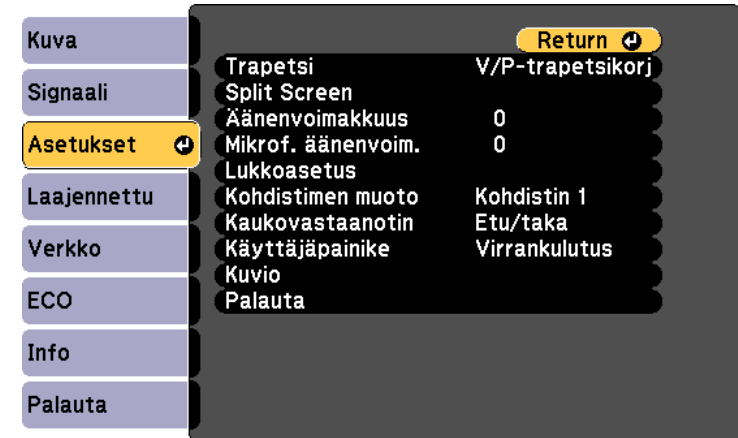 Kuva
Signaali
Asetukset
Laajennettu
Verkko
ECO
Info
Palauta
Return
Trapetsi V/P-trapetsikorj
Split Screen
Äänenvoimakkuus 0
Mikrof. äänenvoim. 0
Lukkoasetus
Kohdistimen muoto Kohdistin 1
Kaukovastaanotin Etu/taka
Käyttäjäpainike Virrankulutus
Kuvio
Palauta